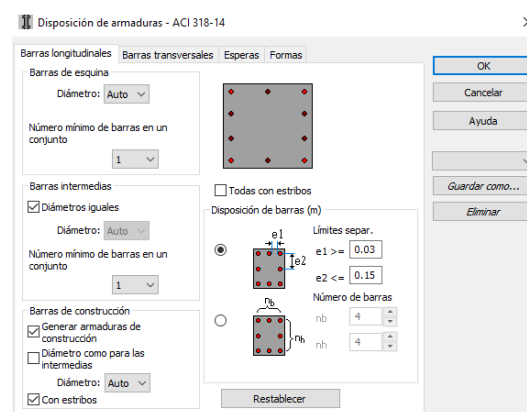 Disposición de armaduras - ACI 318-14
Barras longitudinales Barras transversales Esperas Formas
Barras de esquina
Diámetro: Auto
Número mínimo de barras en un
conjunto
1
Barras intermedias
Diámetros iguales
Diámetro: Auto
Número mínimo de barras en un
conjunto
1
Barras de construcción
Generar armaduras de
construcción
Diámetro como para las
intermedias
Diámetro: Auto
Con estribos
Todas con estribos
Disposición de barras (m)
e1
e2
Límites separ.
e1 >= 0.03
e2 <= 0.15
Número de barras
nb
nh
nb 4
nh 4
Restablecer
OK
Cancelar
Ayuda
Guardar como...
Eliminar